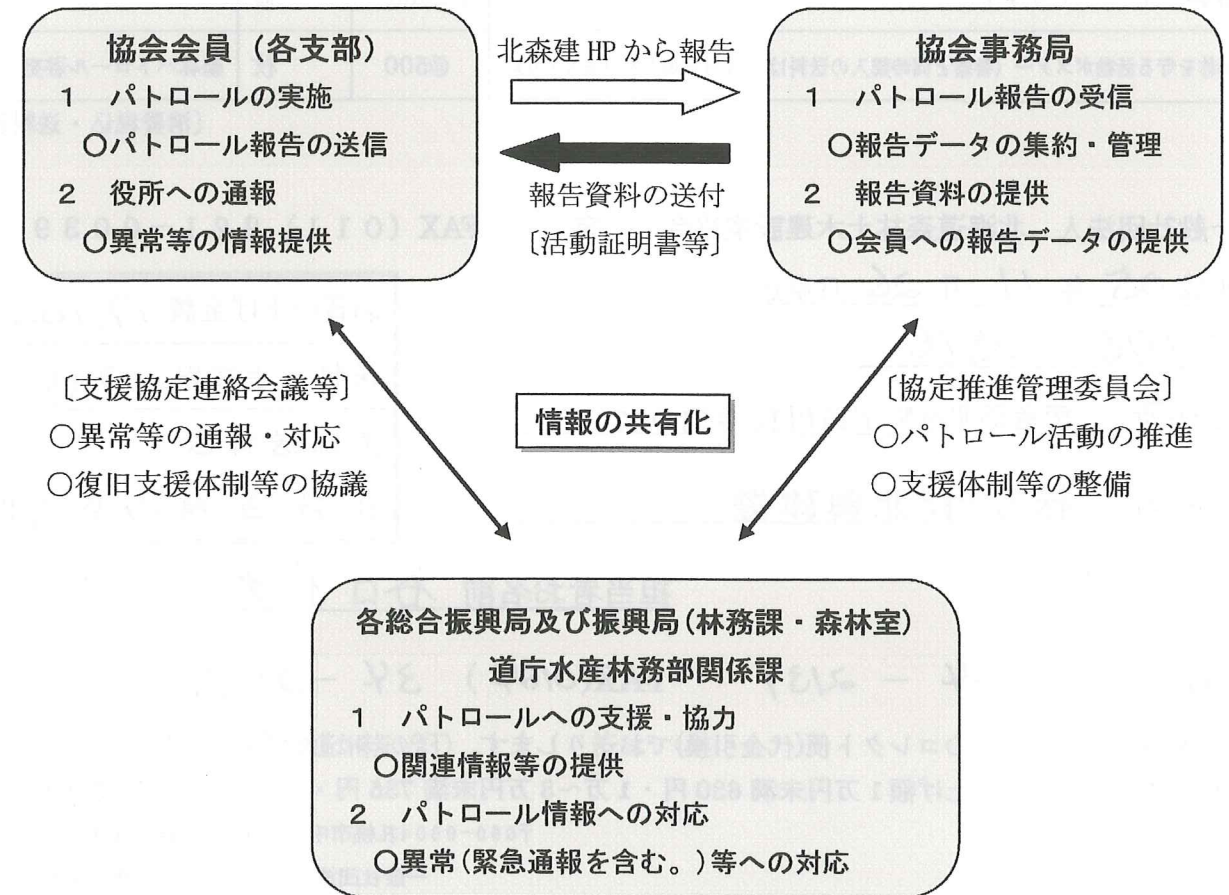 協会会員（各支部）
1　パトロールの実施
〇パトロール報告の送信
2　役所への通報
〇異常等の情報提供
北森建 HP から報告
報告資料の送付
〔活動証明書等〕
協会事務局
1　パトロール報告の受信
〇報告データの集約・管理
2　報告資料の提供
〇会員への報告データの提供
〔支援協定連絡会議等〕
〇異常等の通報・対応
〇復旧支援体制等の協議
情報の共有化
〔協定推進管理委員会〕
〇パトロール活動の推進
〇支援体制等の整備
各総合振興局及び振興局(林務課・森林室)
道庁水産林務部関係課
1　パトロールへの支援・協力
〇関連情報等の提供
2　パトロール情報への対応
〇異常(緊急通報を含む。)等への対応